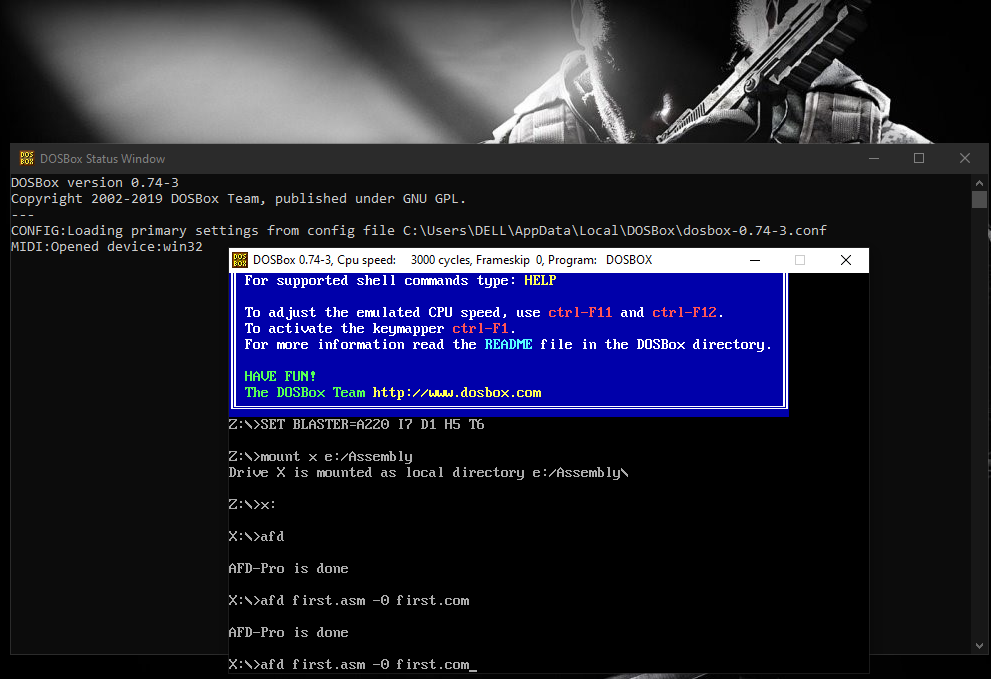 DOS BOX DOSBox Status Window
DOSBox version 0.74-3
Copyright 2002-2019 DOSBox Team, published under GNU GPL.
---
CONFIG:Loading primary settings from config file C:\Users\DELL\AppData\Local\DOSBox\dosbox-0.74-3.conf
MIDI:Opened device:win32
DOS BOX DOSBox 0.74-3, Cpu speed:    3000 cycles, Frameskip  0, Program:   DOSBOX
For supported shell commands type: HELP
To adjust the emulated CPU speed, use ctrl-F11 and ctrl-F12.
To activate the keymapper ctrl-F1.
For more information read the README file in the DOSBox directory.
HAVE FUN!
The DOSBox Team http://www.dosbox.com
Z:\>SET BLASTER=A220 I7 D1 H5 T6
Z:\>mount x e:/Assembly
Drive X is mounted as local directory e:/Assembly\
Z:\>x:
X:\>afd
AFD-Pro is done
X:\>afd first.asm -O first.com
AFD-Pro is done
X:\>afd first.asm -O first.com_